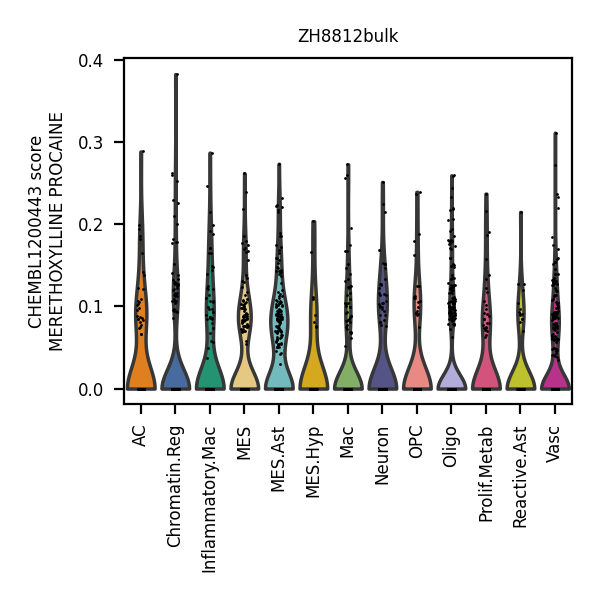 ZH8812bulk
CHEMBL1200443 score
MERETHOXYLLINE PROCAINE
0.4
0.3
0.2
0.1
0.0
AC
Chromatin.Reg
Inflammatory.Mac
MES
MES.Ast
MES.Hyp
Mac
Neuron
OPC
Oligo
Prolif.Metab
Reactive.Ast
Vasc